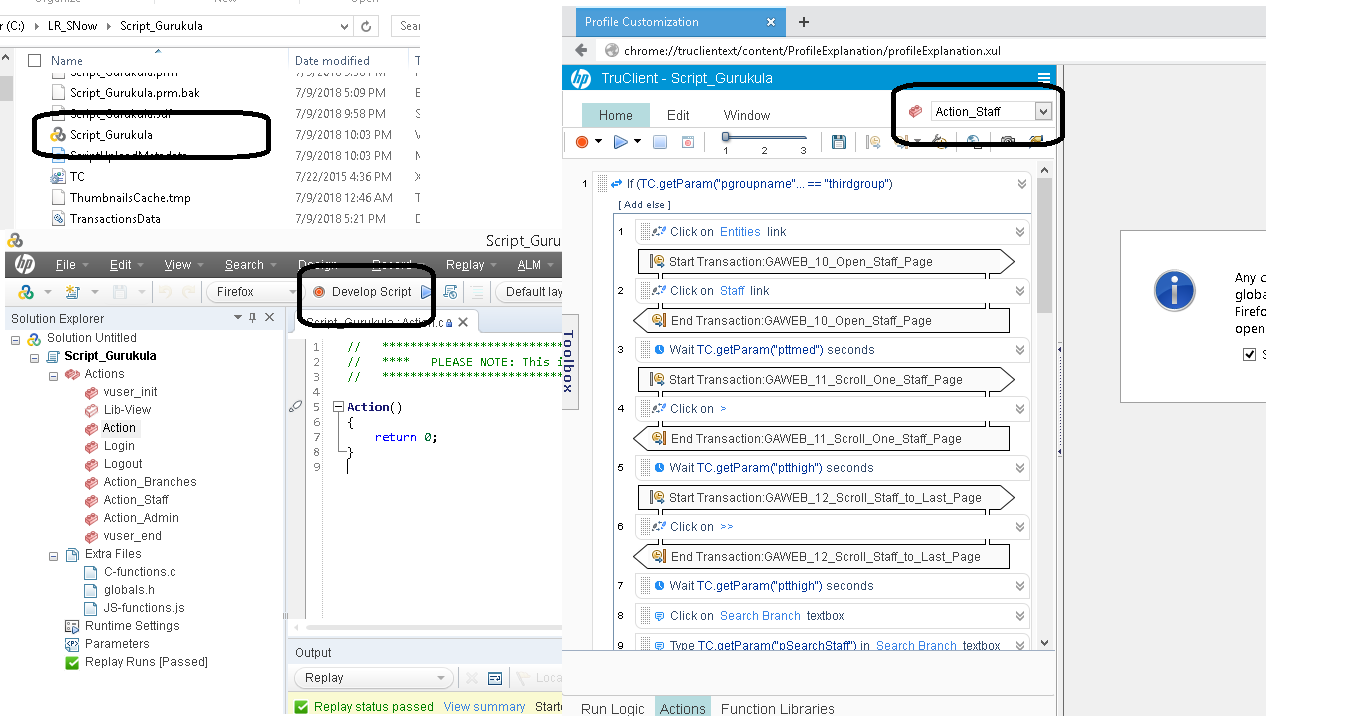 Organize
New
Open
r (C:) LR_SNow Script_Gurukula
Sear
Name Date modified T
Script_Gurukula.prm 7/9/2018 5:36 PM F
Script_Gurukula.prm.bak 7/9/2018 5:09 PM E
Script_Gurukula.sdf 7/9/2018 9:58 PM S
Script_Gurukula 7/9/2018 10:03 PM V
ScriptUploadMetadata 7/9/2018 10:03 PM M
TC 7/22/2015 4:36 PM X
ThumbnailsCache.tmp 7/9/2018 12:46 AM T
TransactionsData 7/9/2018 5:21 PM D
Script_Guru
hp File Edit View Search Design Record Replay ALM
Firefox Develop Script Default lay
Solution Explorer
Script_Gurukula : Action.c
Solution Untitled
Script_Gurukula
Actions
vuser_init
Lib-View
Action
Login
Logout
Action_Branches
Action_Staff
Action_Admin
vuser_end
Extra Files
C-functions.c
globals.h
JS-functions.js
Runtime Settings
Parameters
Replay Runs [Passed]
1 // **************************
2 // **** PLEASE NOTE: This i
3 // **************************
4
5 Action()
6 {
7 return 0;
8 }
9
Output
Replay
Loca
Replay status passed View summary Starte
Profile Customization
chrome://truclientext/content/ProfileExplanation/profileExplanation.xul
hp TruClient - Script_Gurukula
Home Edit Window
Action_Staff
1 2 3
1 If (TC.getParam("pgroupname"... == "thirdgroup")
[ Add else ]
1 Click on Entities link
Start Transaction:GAWEB_10_Open_Staff_Page
2 Click on Staff link
End Transaction:GAWEB_10_Open_Staff_Page
3 Wait TC.getParam("pttmed") seconds
Start Transaction:GAWEB_11_Scroll_One_Staff_Page
4 Click on >
End Transaction:GAWEB_11_Scroll_One_Staff_Page
5 Wait TC.getParam("ptthigh") seconds
Start Transaction:GAWEB_12_Scroll_Staff_to_Last_Page
6 Click on >>
End Transaction:GAWEB_12_Scroll_Staff_to_Last_Page
7 Wait TC.getParam("ptthigh") seconds
8 Click on Search Branch textbox
9 Type TC.getParam("pSearchStaff") in Search Branch textbox
Toolbox
Run Logic Actions Function Libraries
Any c
globa
Firefo
open
S